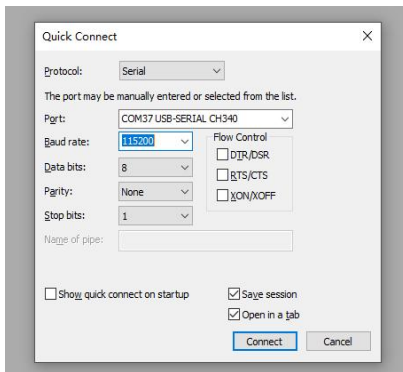 Quick Connect
Protocol: Serial
The port may be manually entered or selected from the list.
Port: COM37 USB-SERIAL CH340
Baud rate: 115200 Flow Control
DTR/DSR
Data bits: 8 RTS/CTS
Parity: None XON/XOFF
Stop bits: 1
Name of pipe:
Show quick connect on startup Save session
Open in a tab
Connect Cancel